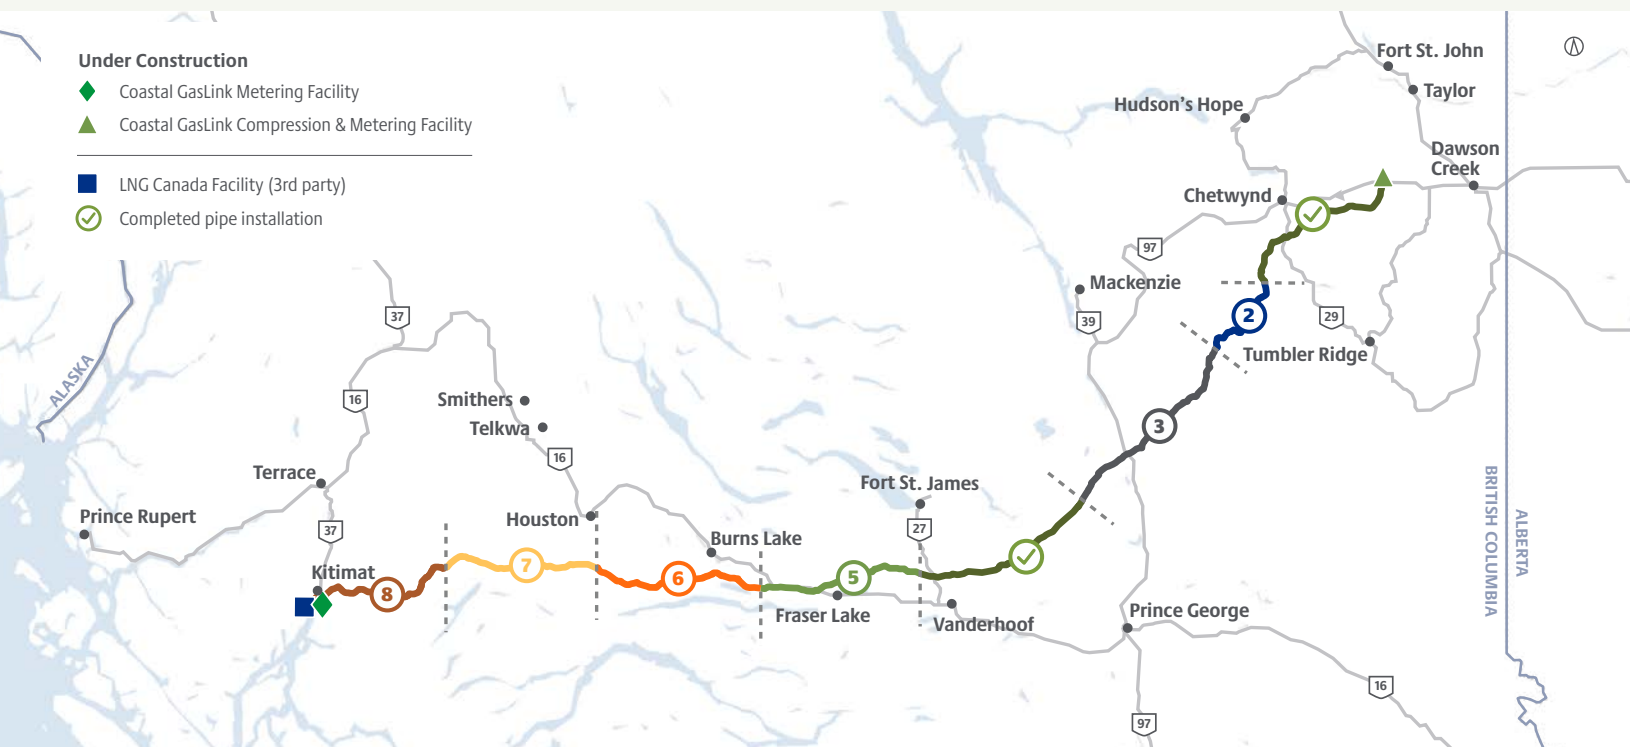 Under Construction
Coastal GasLink Metering Facility
Coastal GasLink Compression & Metering Facility
LNG Canada Facility (3rd party)
Completed pipe installation
Fort St. John
Taylor
Hudson's Hope
Dawson
Creek
Chetwynd
97
Mackenzie
39
2
29
Tumbler Ridge
37
ALASKA
16
Smithers
Telkwa
16
3
Terrace
Fort St. James
Prince Rupert
37
Houston
27
BRITISH COLUMBIA
ALBERTA
Burns Lake
Kitimat
7
6
5
8
Fraser Lake
Vanderhoof
Prince George
16
97